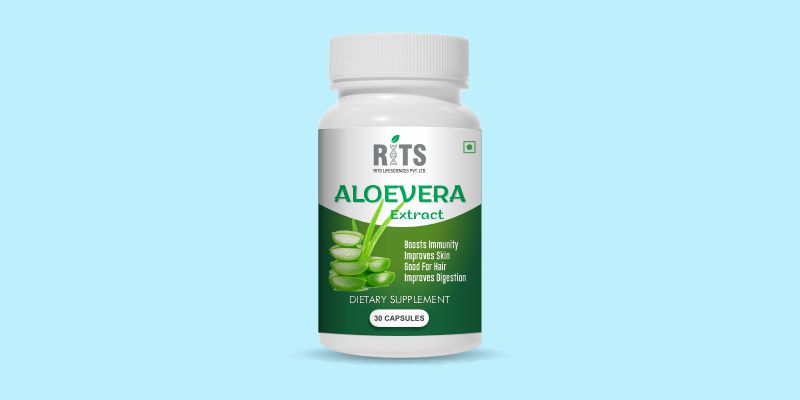 RiTS
RITS LIFESCIENCES PVT. LTD.
ALOEVERA
Extract
Boosts Immunity
Improves Skin
Good For Hair
Improves Digestion
DIETARY SUPPLEMENT
30 CAPSULES